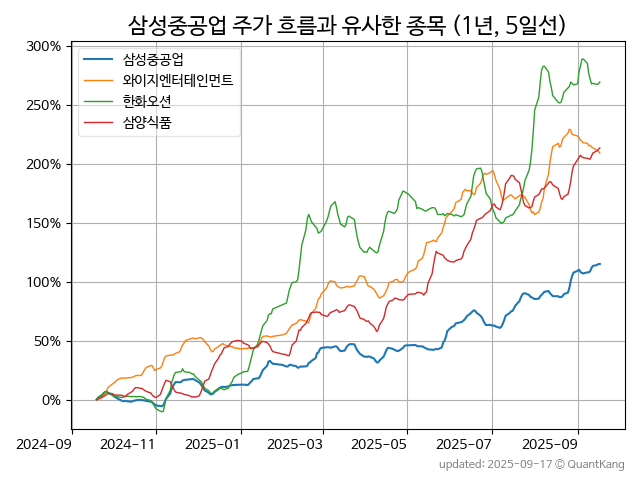 삼성중공업 주가 흐름과 유사한 종목 (1년, 5일선)
300%
250%
200%
150%
100%
50%
0%
삼성중공업
와이지엔터테인먼트
한화오션
삼양식품
2024-09
2024-11
2025-01
2025-03
2025-05
2025-07
2025-09
updated: 2025-09-17 © QuantKang